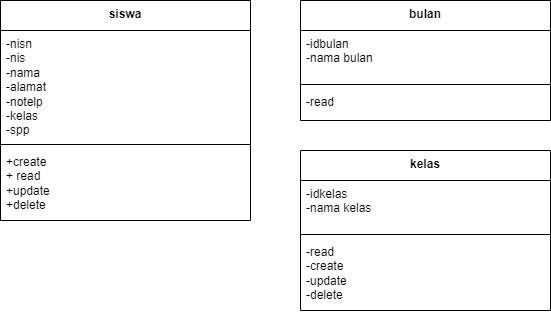 siswa
-nisn
-nis
-nama
-alamat
-notelp
-kelas
-spp
+create
+ read
+update
+delete
bulan
-idbulan
-nama bulan
-read
kelas
-idkelas
-nama kelas
-read
-create
-update
-delete